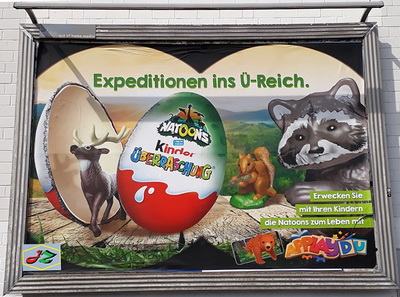 Expeditionen ins Ü-Reich.
NATOONS
Kinder
ÜBERRASCHUNG
Erwecken Sie
mit Ihren Kindern
die Natoons zum Leben mit
APPLAYDU